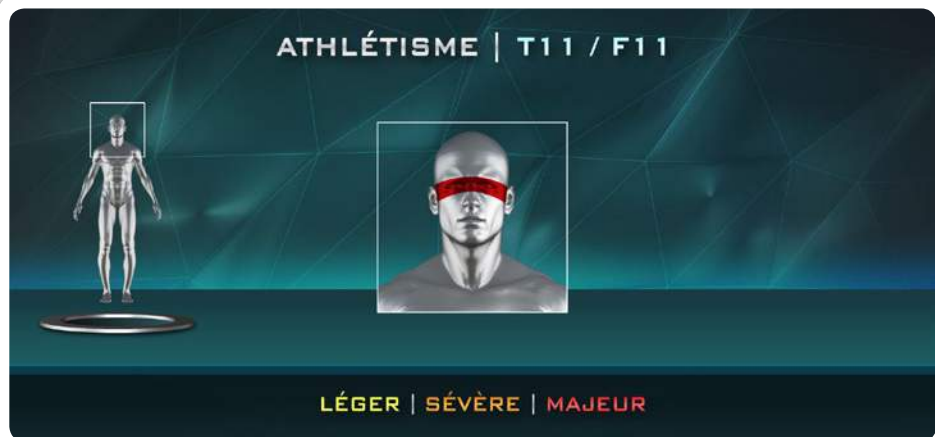 ATHLÉTISME | T11 / F11
LÉGER | SÉVÈRE | MAJEUR